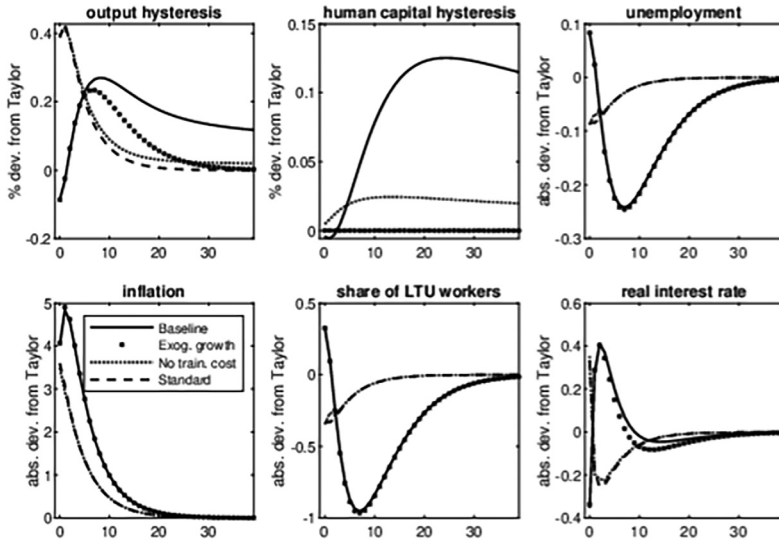 output hysteresis
human capital hysteresis
unemployment
% dev. from Taylor
0.4
0.2
0
-0.2
0 10 20 30
% dev. from Taylor
0.15
0.1
0.05
0
0 10 20 30
abs. dev. from Taylor
0.1
0
-0.1
-0.2
-0.3
0 10 20 30
inflation
share of LTU workers
real interest rate
abs. dev. from Taylor
5
4
3
2
1
0
0 10 20 30
Baseline
Exog. growth
No train. cost
Standard
abs. dev. from Taylor
0.5
0
-0.5
-1
0 10 20 30
abs. dev. from Taylor
0.6
0.4
0.2
0
-0.2
-0.4
0 10 20 30